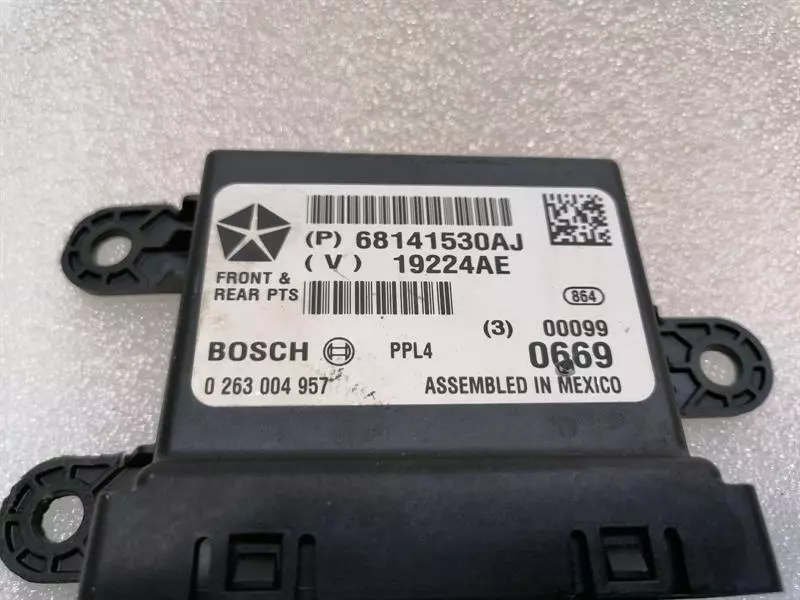 (P) 68141530AJ
(V) 19224AE
FRONT &
REAR PTS
864
(3) 00099
BOSCH PPL4 0669
0 263 004 957 ASSEMBLED IN MEXICO